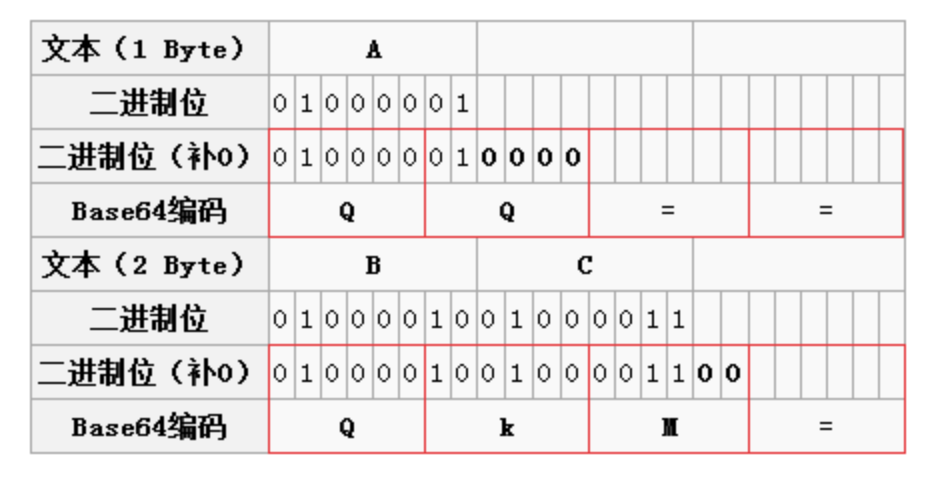 文本（1 Byte） A
二进制位 0 1 0 0 0 0 0 1
二进制位（补0） 0 1 0 0 0 0 0 1 0 0 0 0
Base64编码 Q Q = =
文本（2 Byte） B C
二进制位 0 1 0 0 0 0 1 0 0 1 0 0 0 0 1 1
二进制位（补0） 0 1 0 0 0 0 1 0 0 1 0 0 0 0 1 1 0 0
Base64编码 Q k M =